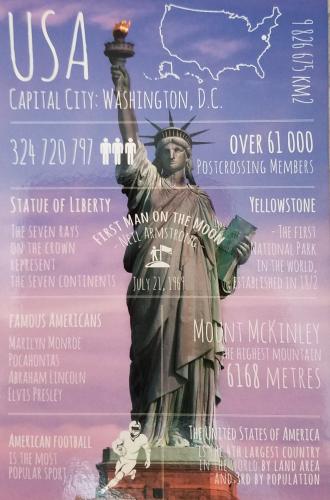 USA
9 826 675 KM2
CAPITAL CITY: WASHINGTON, D.C.
324 720 797
OVER 61 000
POSTCROSSING MEMBERS
STATUE OF LIBERTY
THE SEVEN RAYS
ON THE CROWN
REPRESENT
THE SEVEN CONTINENTS
YELLOWSTONE
- THE FIRST
NATIONAL PARK
IN THE WORLD,
ESTABLISHED IN 1872
FIRST MAN ON THE MOON
- NEIL ARMSTRONG
JULY 21, 1969
FAMOUS AMERICANS
MARILYN MONROE
POCAHONTAS
ABRAHAM LINCOLN
ELVIS PRESLEY
MOUNT MCKINLEY
THE HIGHEST MOUNTAIN
6168 METRES
AMERICAN FOOTBALL
IS THE MOST
POPULAR SPORT
THE UNITED STATES OF AMERICA
IS THE 4TH LARGEST COUNTRY
IN THE WORLD BY LAND AREA
AND 3RD BY POPULATION